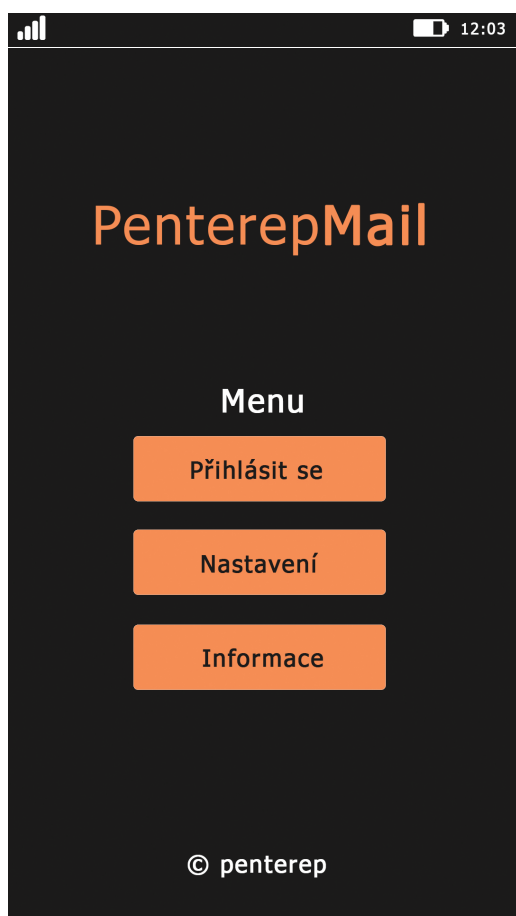 12:03
PenterepMail
Menu
Přihlásit se
Nastavení
Informace
© penterep